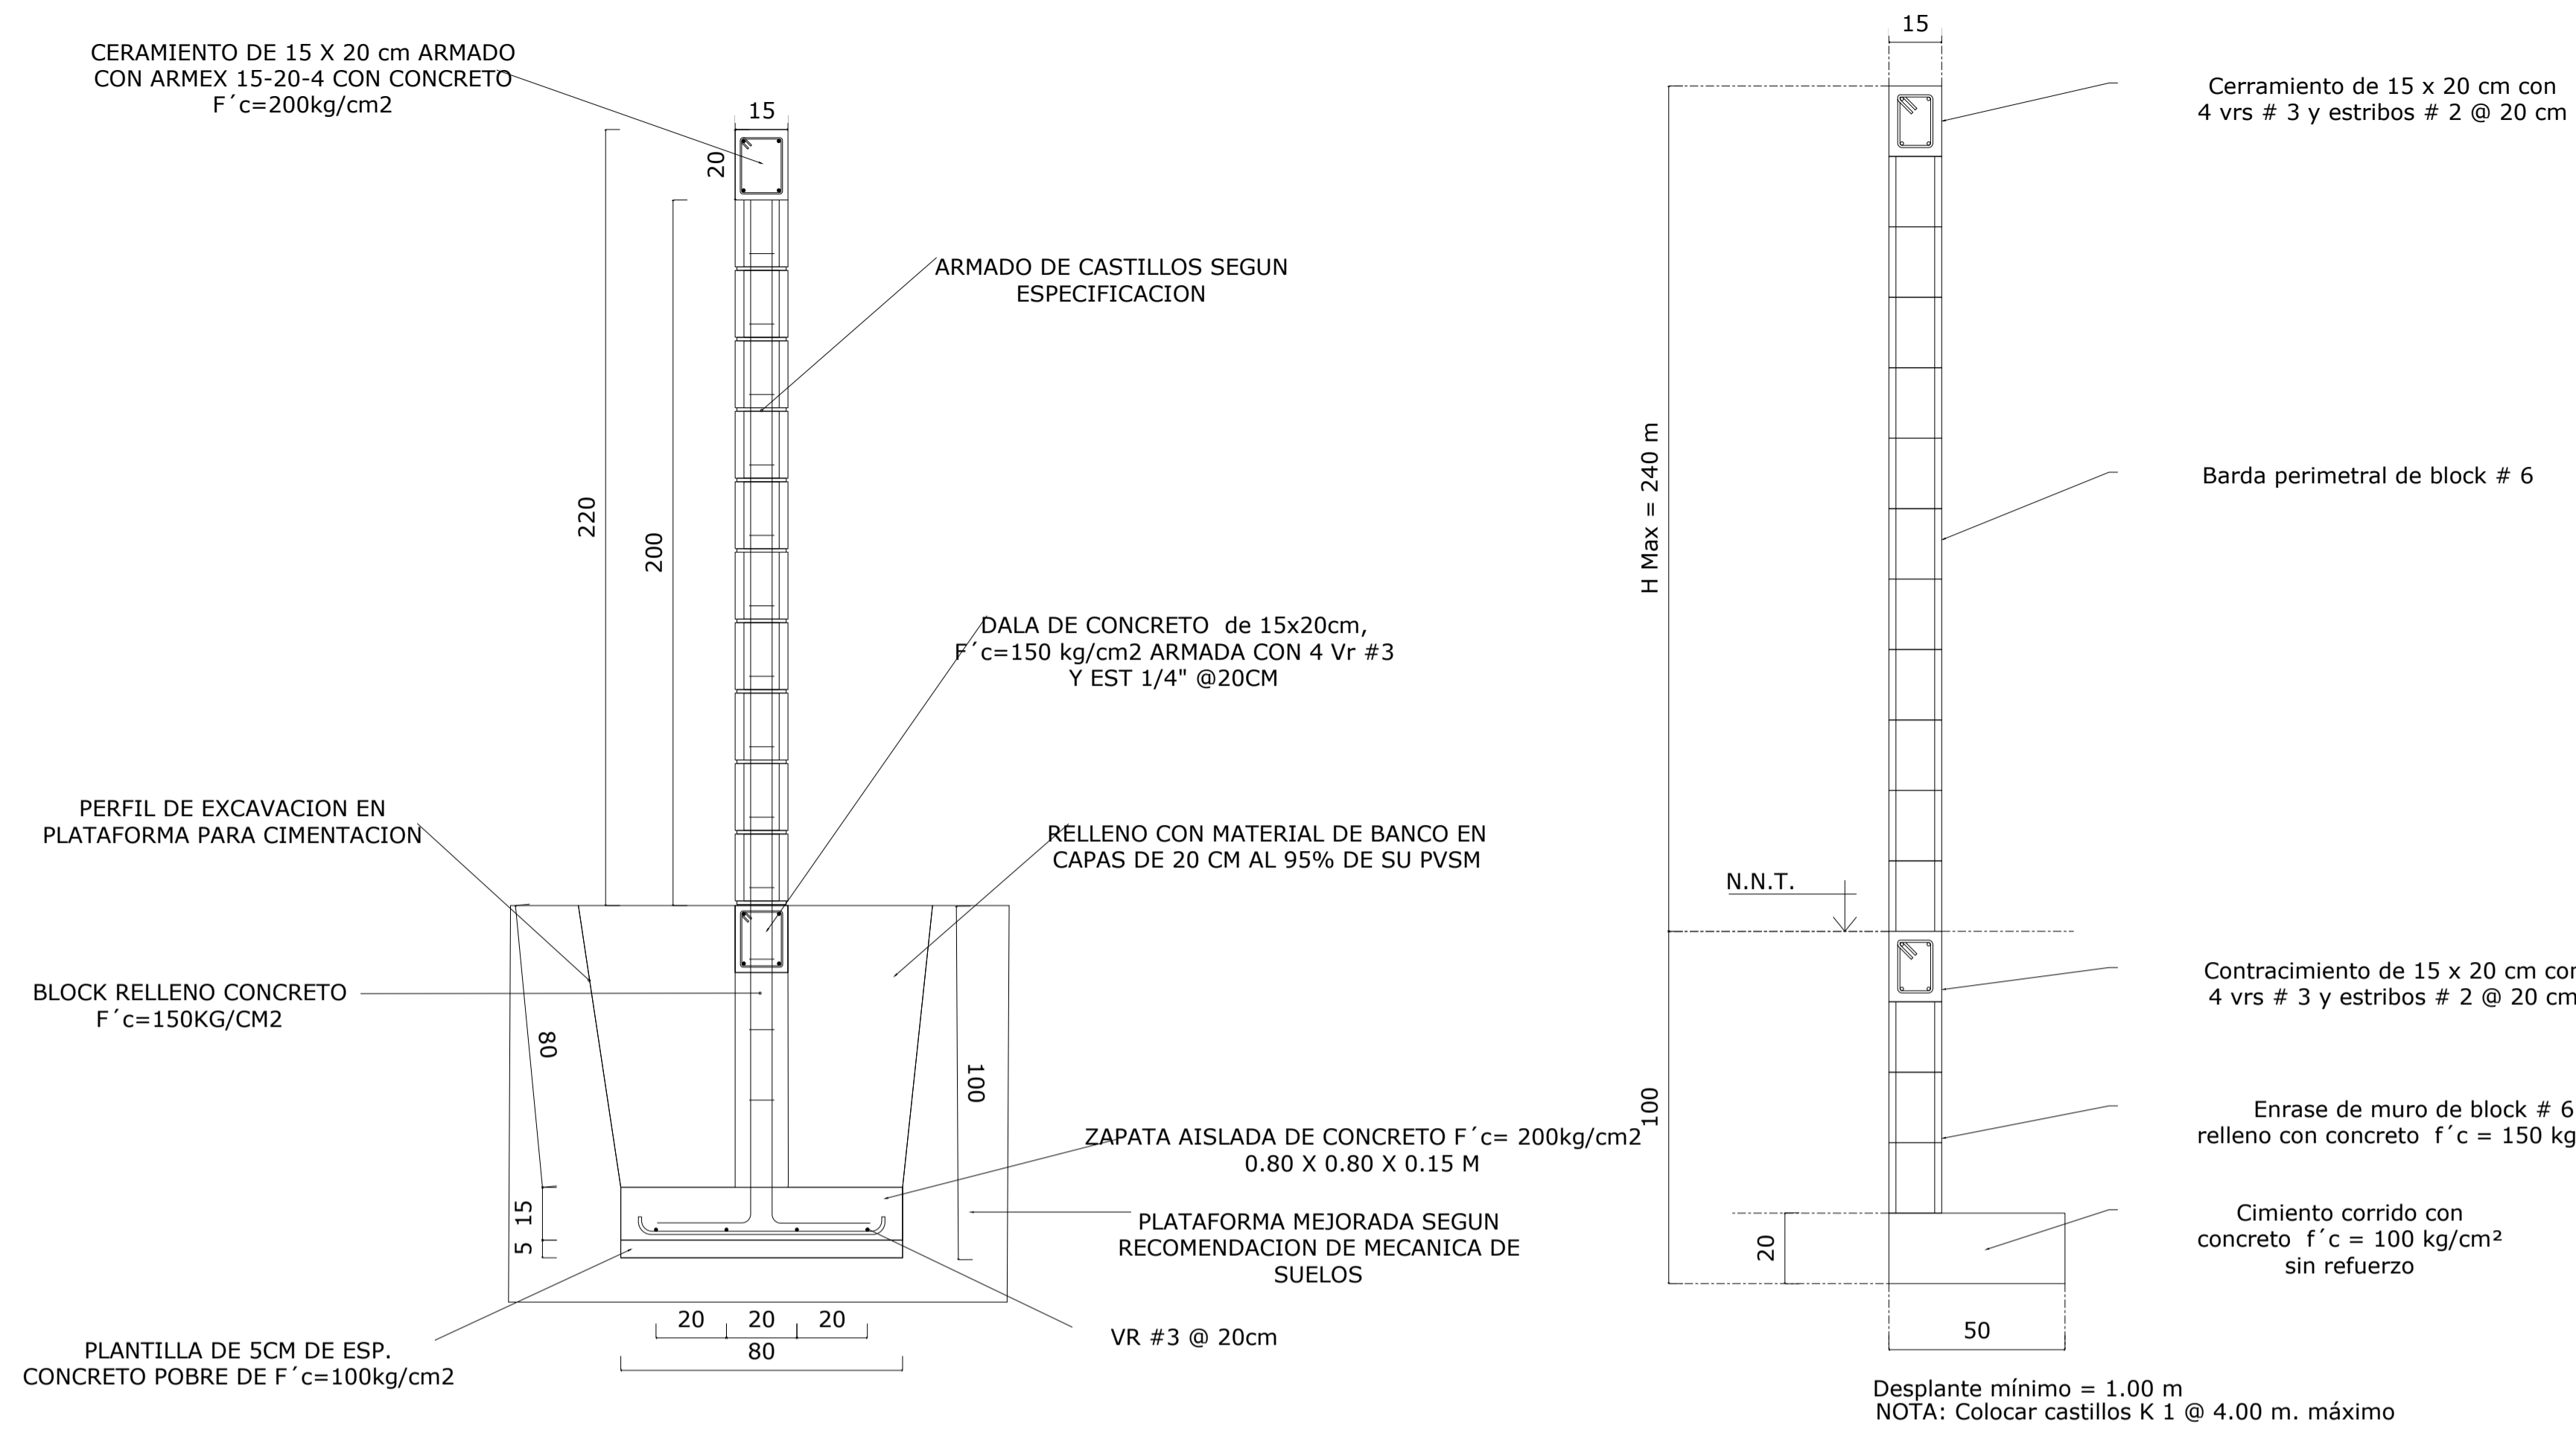 CERAMIENTO DE 15 X 20 cm ARMADO
CON ARMEX 15-20-4 CON CONCRETO
F´c=200kg/cm2
15
20
220
200
ARMADO DE CASTILLOS SEGUN
ESPECIFICACION
DALA DE CONCRETO de 15x20cm,
F´c=150 kg/cm2 ARMADA CON 4 Vr #3
Y EST 1/4" @20CM
PERFIL DE EXCAVACION EN
PLATAFORMA PARA CIMENTACION
RELLENO CON MATERIAL DE BANCO EN
CAPAS DE 20 CM AL 95% DE SU PVSM
BLOCK RELLENO CONCRETO
F´c=150KG/CM2
80
100
ZAPATA AISLADA DE CONCRETO F´c= 200kg/cm2
0.80 X 0.80 X 0.15 M
15
5
PLATAFORMA MEJORADA SEGUN
RECOMENDACION DE MECANICA DE
SUELOS
20 20 20
80
VR #3 @ 20cm
PLANTILLA DE 5CM DE ESP.
CONCRETO POBRE DE F´c=100kg/cm2
15
Cerramiento de 15 x 20 cm con
4 vrs # 3 y estribos # 2 @ 20 cm
H Max = 240 m
Barda perimetral de block # 6
N.N.T.
Contracimiento de 15 x 20 cm con
4 vrs # 3 y estribos # 2 @ 20 cm
100
Enrase de muro de block # 6
relleno con concreto f´c = 150 kg
20
Cimiento corrido con
concreto f´c = 100 kg/cm²
sin refuerzo
50
Desplante mínimo = 1.00 m
NOTA: Colocar castillos K 1 @ 4.00 m. máximo